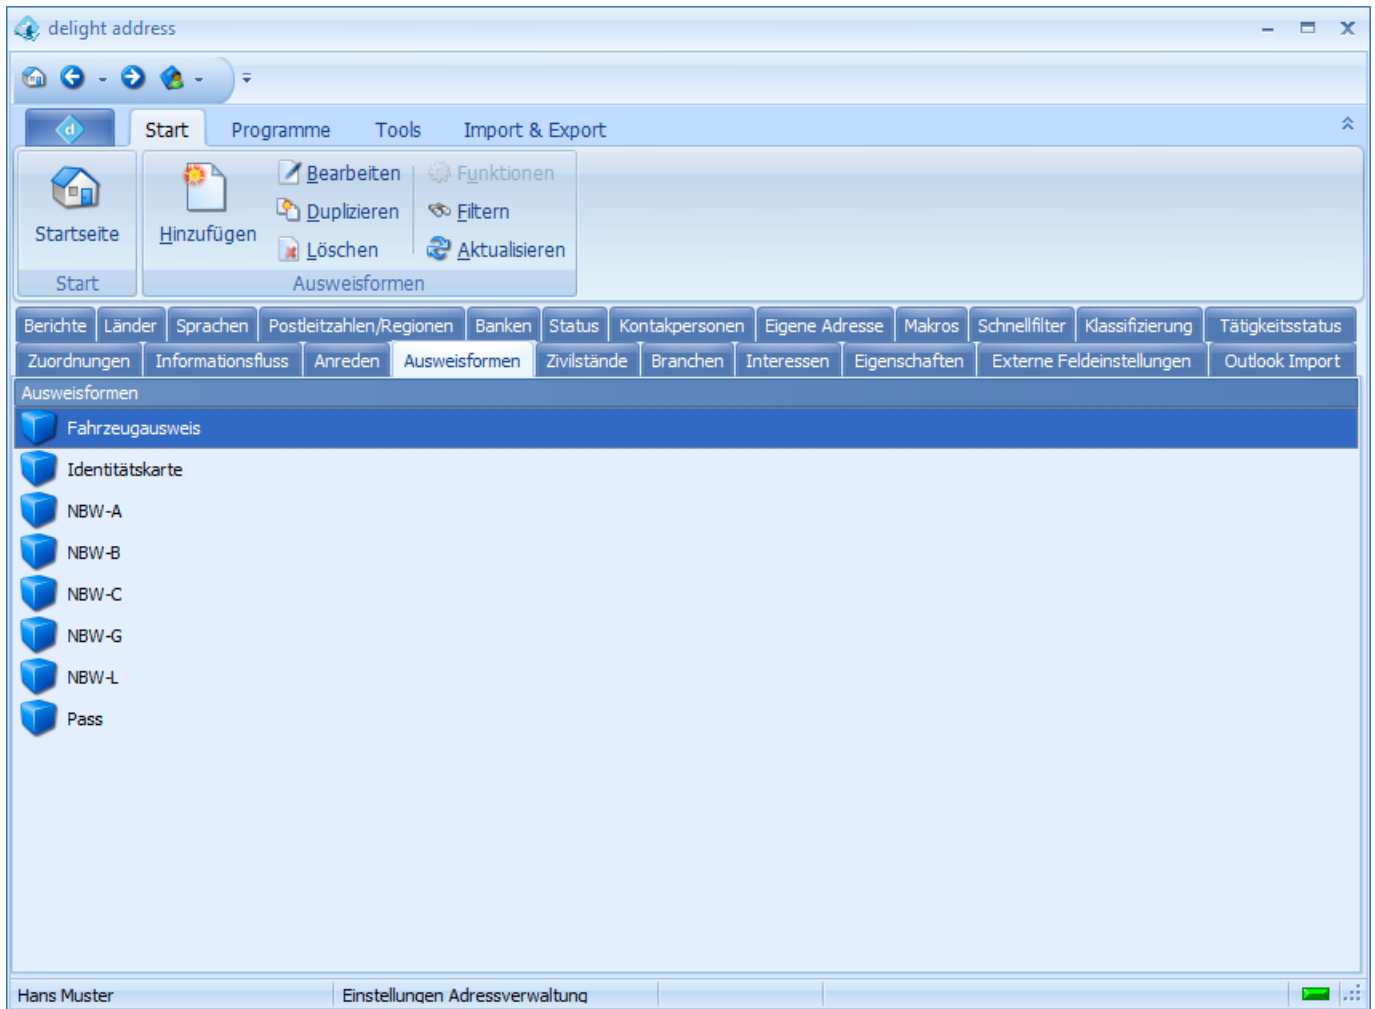 delight address
Start Programme Tools Import & Export
Startseite
Hinzufügen
Bearbeiten
Duplizieren
Löschen
Funktionen
Filtern
Aktualisieren
Start
Ausweisformen
Berichte Länder Sprachen Postleitzahlen/Regionen Banken Status Kontakpersonen Eigene Adresse Makros Schnellfilter Klassifizierung Tätigkeitsstatus
Zuordnungen Informationsfluss Anreden Ausweisformen Zivilstände Branchen Interessen Eigenschaften Externe Feldeinstellungen Outlook Import
Ausweisformen
Fahrzeugausweis
Identitätskarte
NBW-A
NBW-B
NBW-C
NBW-G
NBW-L
Pass
Hans Muster Einstellungen Adressverwaltung